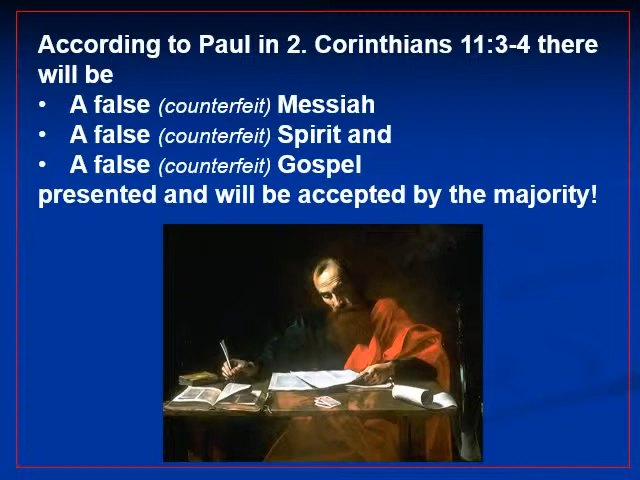 According to Paul in 2. Corinthians 11:3-4 there
will be
• A false (counterfeit) Messiah
• A false (counterfeit) Spirit and
• A false (counterfeit) Gospel
presented and will be accepted by the majority!